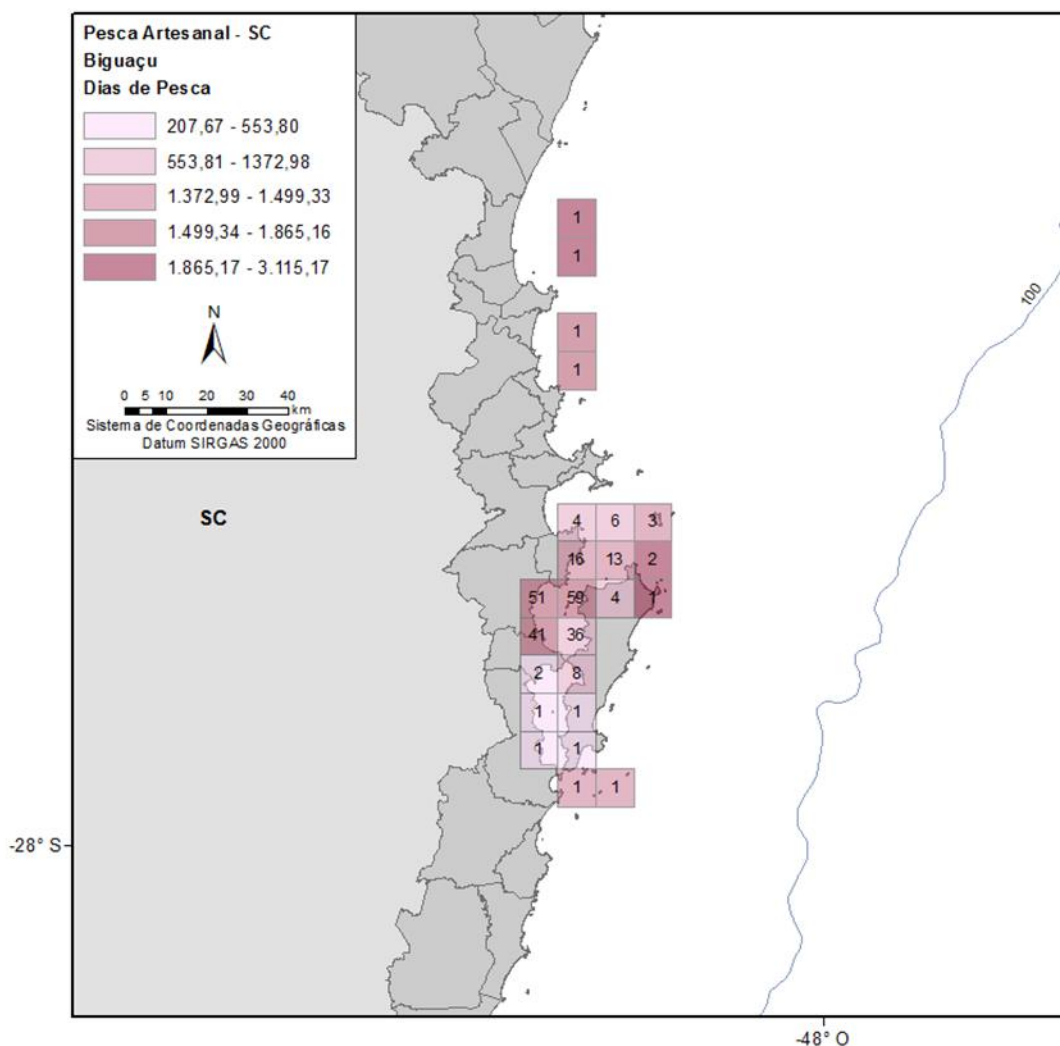 Pesca Artesanal - SC
Biguaçu
Dias de Pesca
207,67 - 553,80
553,81 - 1372,98
1.372,99 - 1.499,33
1.499,34 - 1.865,16
1.865,17 - 3.115,17
N
0 5 10 20 30 40
km
Sistema de Coordenadas Geográficas
Datum SIRGAS 2000
1
1
100
1
1
SC
4 6 3
16 13 2
51 59 4 1
41 36
2 8
1 1
1 1
1 1
-28° S
-48° O